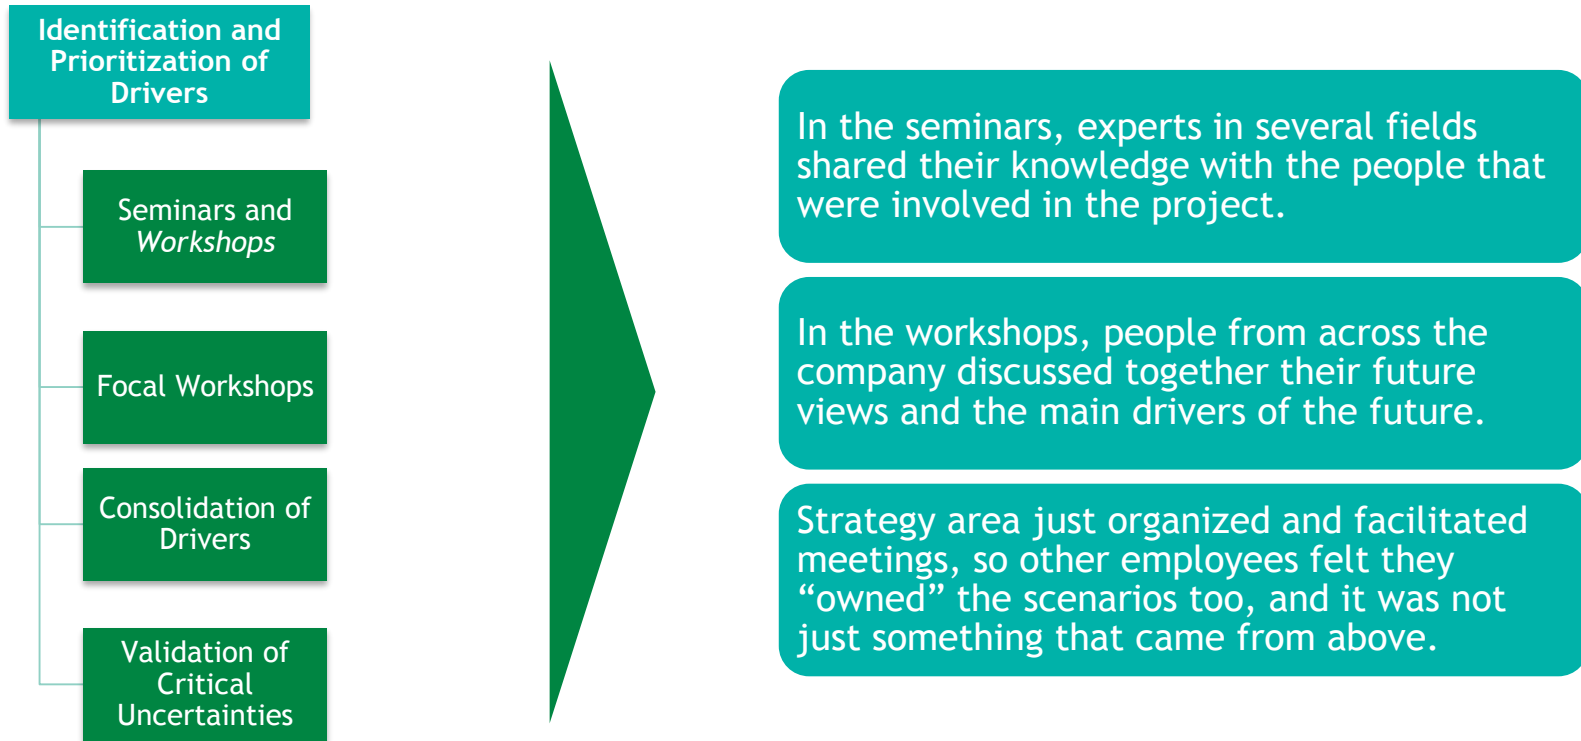 Identification and
Prioritization of
Drivers
Seminars and
Workshops
Focal Workshops
Consolidation of
Drivers
Validation of
Critical
Uncertainties
In the seminars, experts in several fields
shared their knowledge with the people that
were involved in the project.
In the workshops, people from across the
company discussed together their future
views and the main drivers of the future.
Strategy area just organized and facilitated
meetings, so other employees felt they
“owned” the scenarios too, and it was not
just something that came from above.